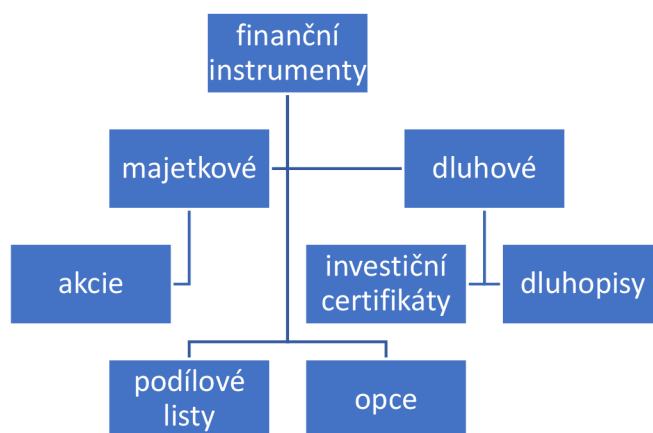 finanční
instrumenty
majetkové
dluhové
akcie
investiční
certifikáty
dluhopisy
podílové
listy
opce